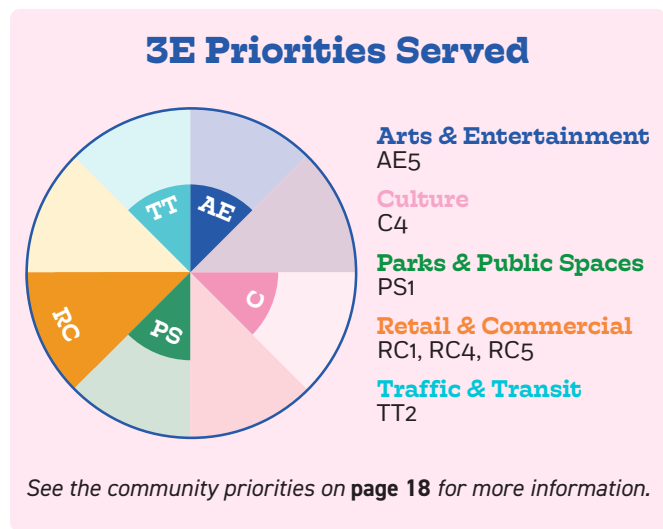 3E Priorities Served
TT
AE
C
RC
PS
Arts & Entertainment
AE5
Culture
C4
Parks & Public Spaces
PS1
Retail & Commercial
RC1, RC4, RC5
Traffic & Transit
TT2
See the community priorities on page 18 for more information.